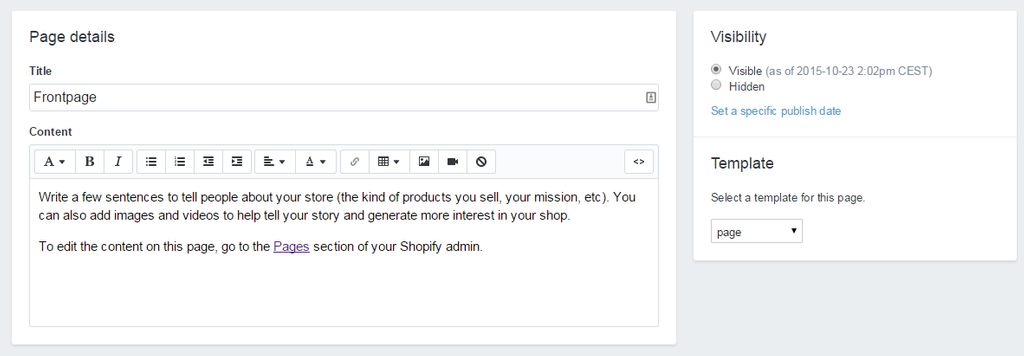 Page details
Title
Frontpage
Content
A B I A <>
Write a few sentences to tell people about your store (the kind of products you sell, your mission, etc). You
can also add images and videos to help tell your story and generate more interest in your shop.
To edit the content on this page, go to the Pages section of your Shopify admin.
Visibility
Visible (as of 2015-10-23 2:02pm CEST)
Hidden
Set a specific publish date
Template
Select a template for this page.
page